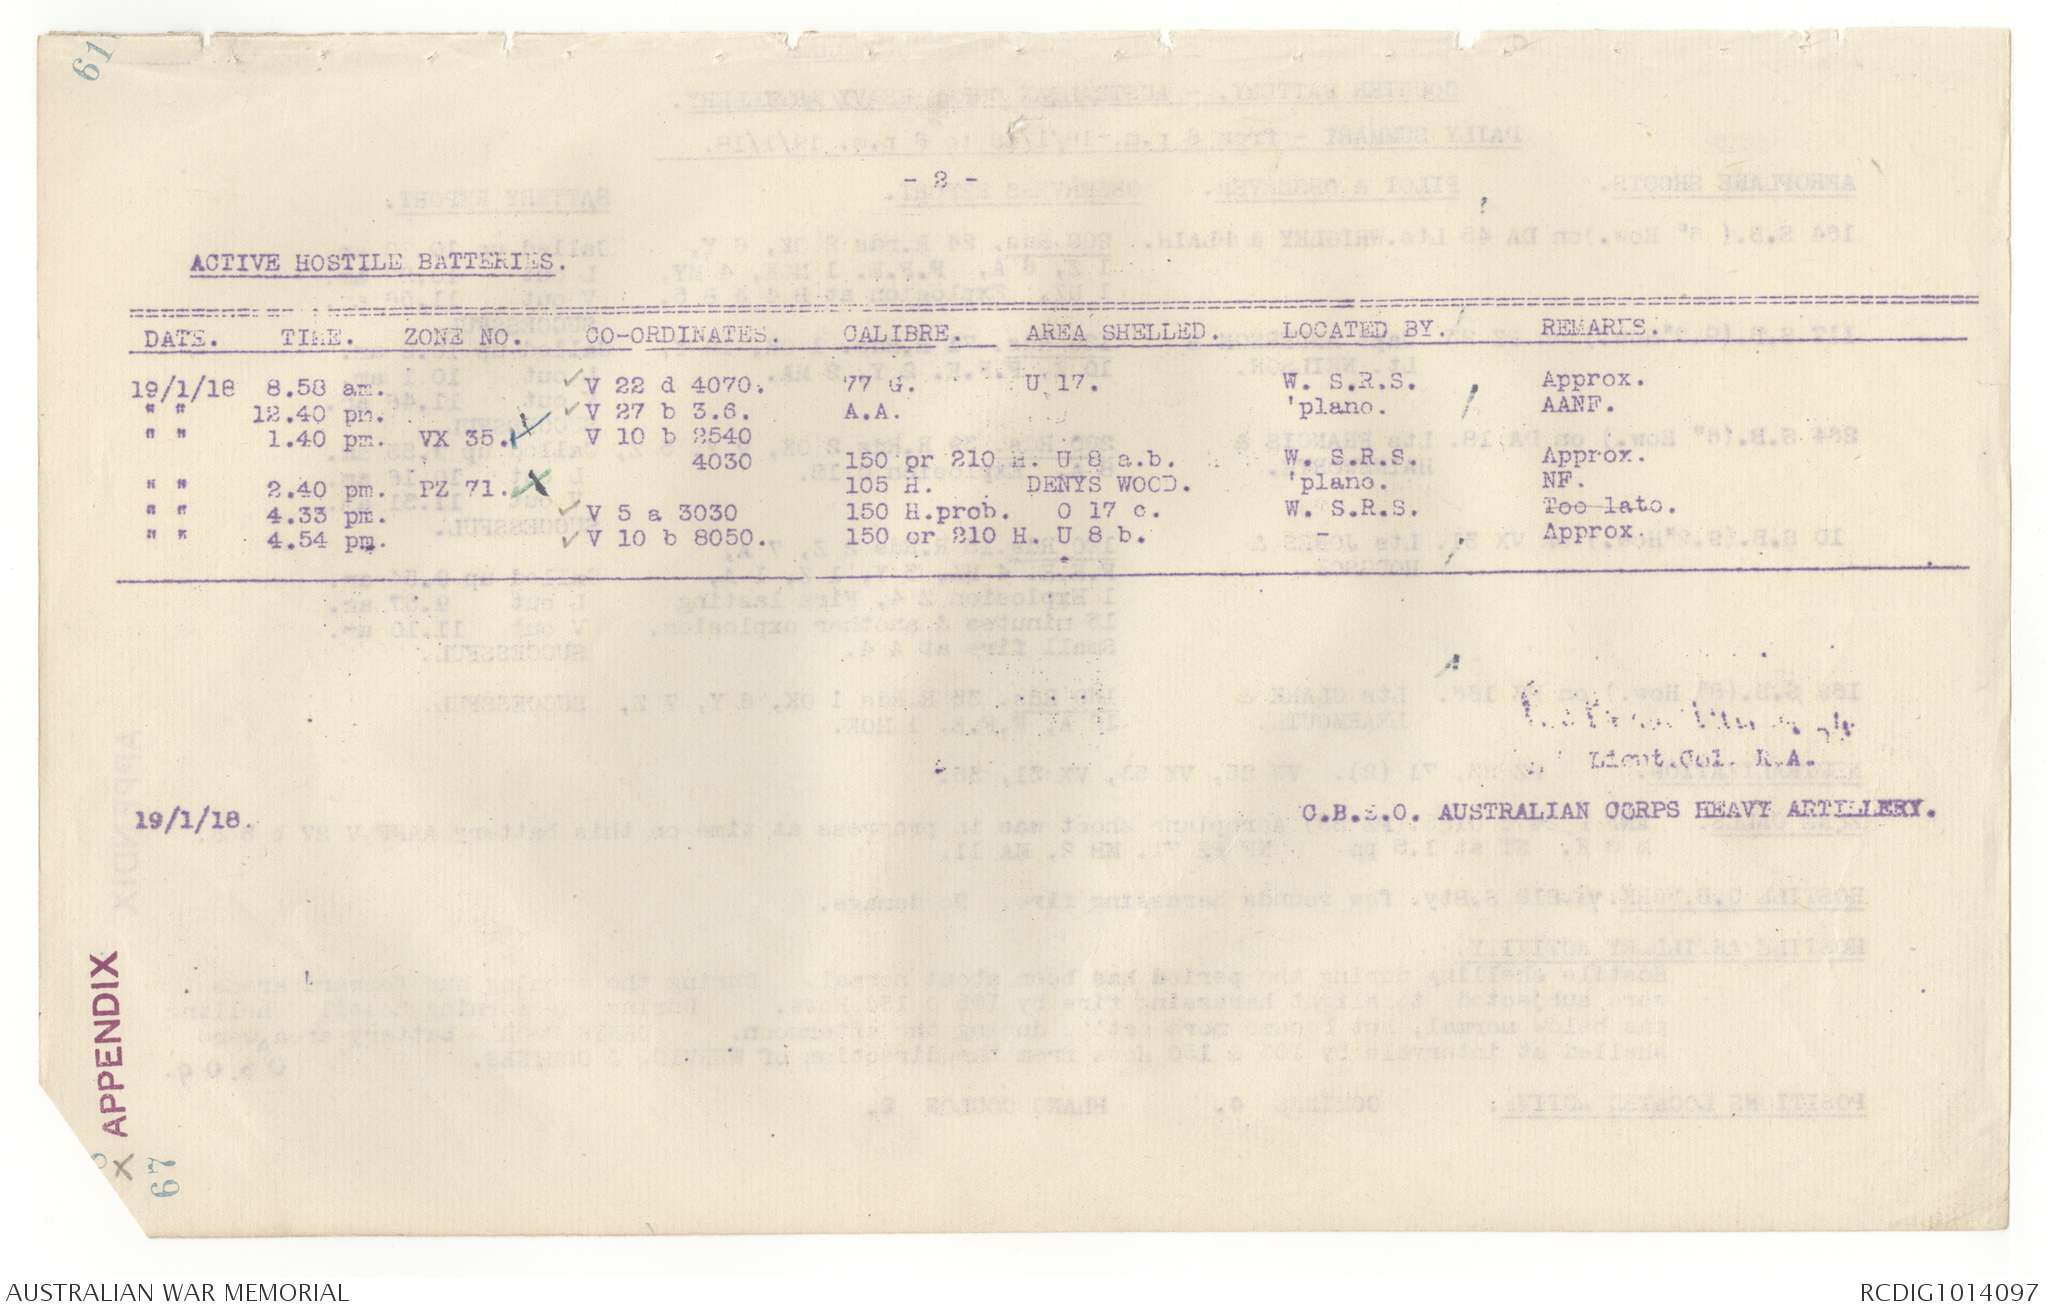 61
- 2 -
ACTIVE HOSTILE BATTERIES.
DATE. TIME. ZONE NO. CO-ORDINATES. CALIBRE. AREA SHELLED. LOCATED BY. REMARKS.
19/1/18 8.58 am. V 22 d 4070. 77 G. U 17. W. S.R.S. Approx.
" " 12.40 pm. V 27 b 3.6. A.A. 'plano. AANF.
" " 1.40 pm. VX 35. V 10 b 2540
4030 150 or 210 H. U 8 a.b. W. S.R.S. Approx.
" " 2.40 pm. PZ 71. 105 H. DENYS WOOD. 'plano. NF.
" " 4.33 pm. V 5 a 3030 150 H.prob. O 17 c. W. S.R.S. Too lato.
" " 4.54 pm. V 10 b 8050. 150 or 210 H. U 8 b. - Approx.
Liout.Col. R.A.
19/1/18. C.B.S.O. AUSTRALIAN CORPS HEAVY ARTILLERY.
APPENDIX
X
67
AUSTRALIAN WAR MEMORIAL RCDIG1014097